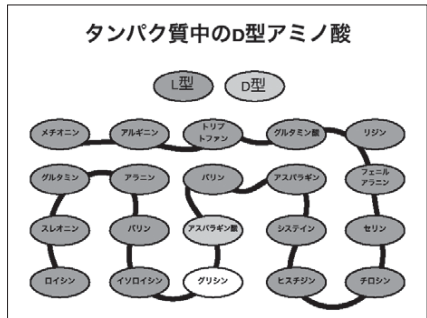 タンパク質中のD型アミノ酸
L型 D型
メチオニン アルギニン トリプ
トファン グルタミン酸 リジン
グルタミン アラニン バリン アスパラギン フェニル
アラニン
スレオニン バリン アスパラギン酸 システイン セリン
ロイシン イソロイシン グリシン ヒスチジン チロシン